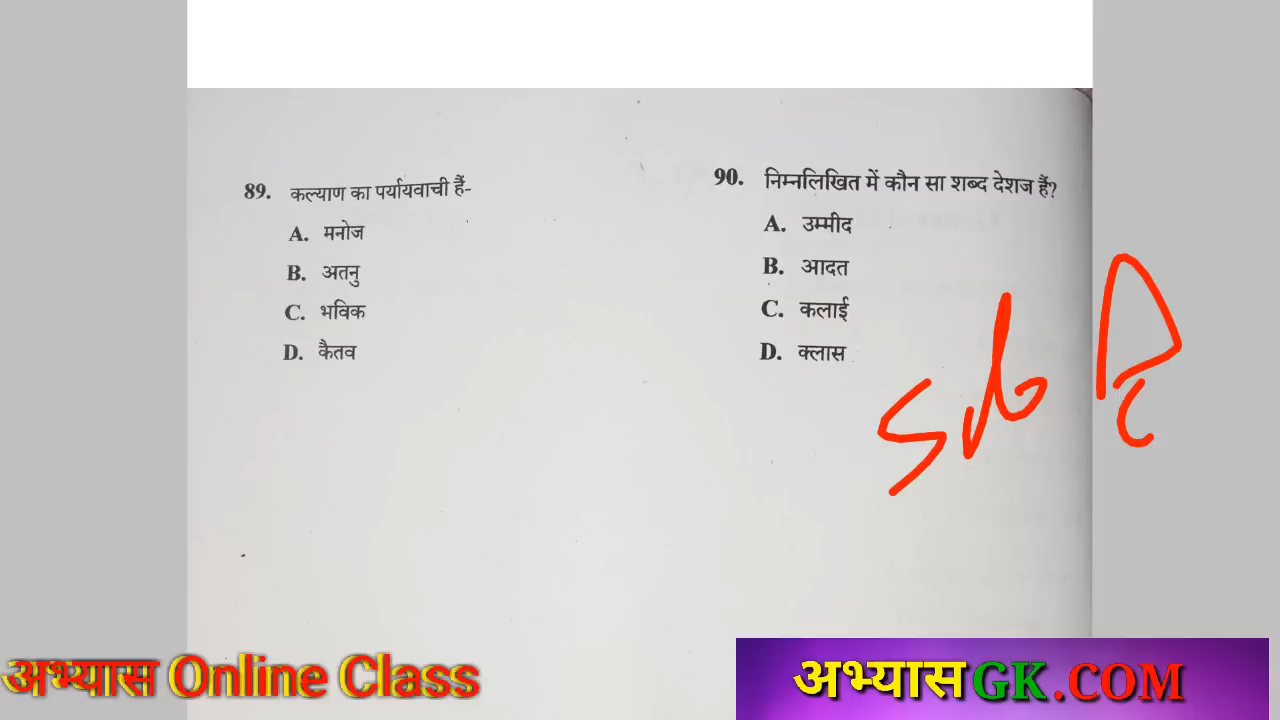 89. कल्याण का पर्यायवाची हैं-
A. मनोज
B. अतनु
C. भविक
D. कैतव
90. निम्नलिखित में कौन सा शब्द देशज हैं?
A. उम्मीद
B. आदत
C. कलाई
D. क्लास
अभ्यास Online Class
अभ्यास GK.COM